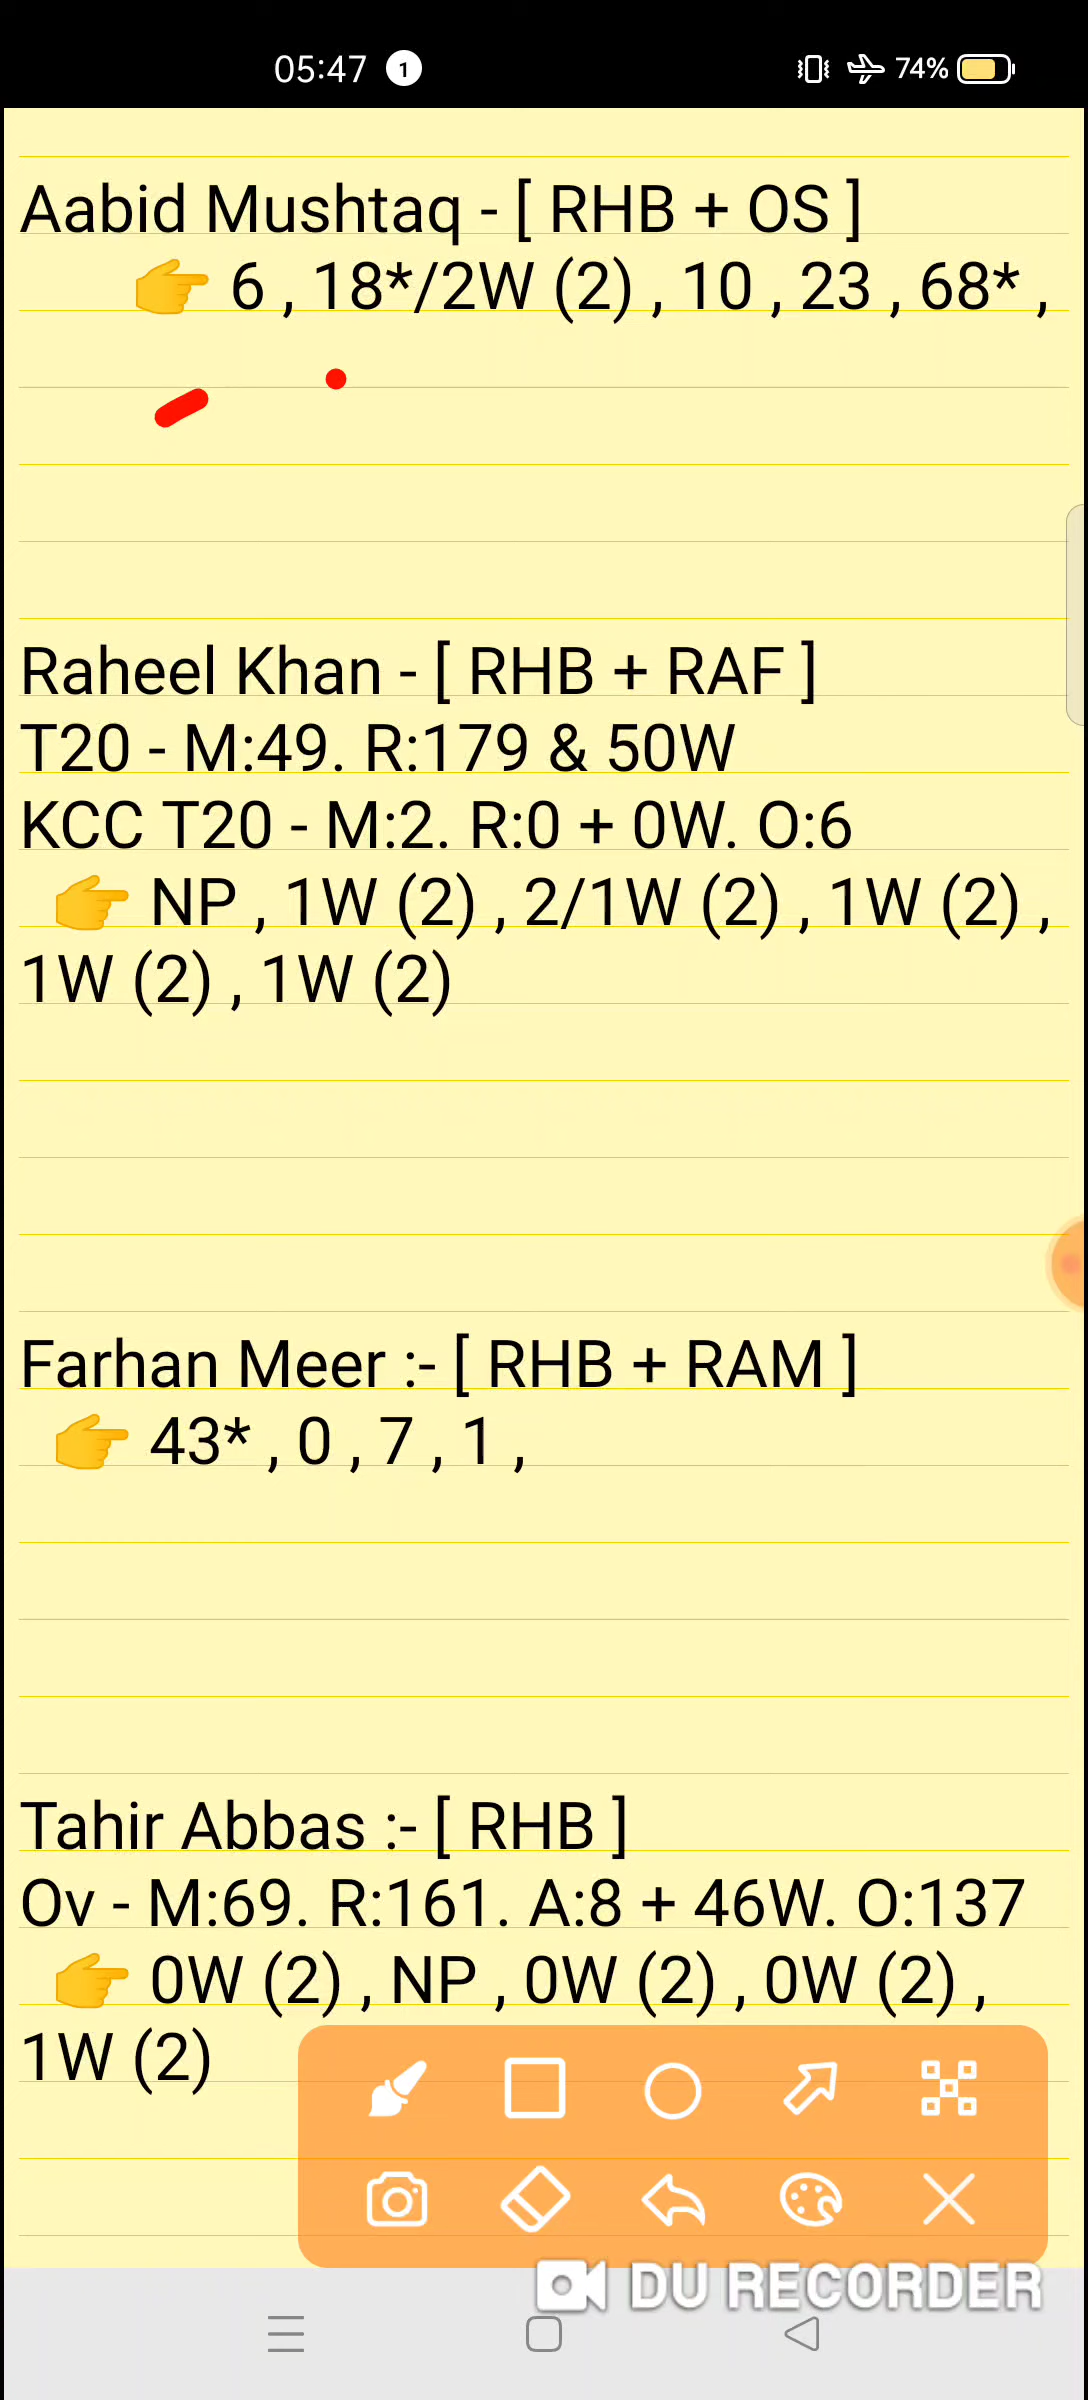 05:47 1 74%
Aabid Mushtaq - [ RHB + OS ]
👉 6 , 18*/2W (2) , 10 , 23 , 68* ,
Raheel Khan - [ RHB + RAF ]
T20 - M:49. R:179 & 50W
KCC T20 - M:2. R:0 + 0W. O:6
👉 NP , 1W (2) , 2/1W (2) , 1W (2) ,
1W (2) , 1W (2)
Farhan Meer :- [ RHB + RAM ]
👉 43* , 0 , 7 , 1 ,
Tahir Abbas :- [ RHB ]
Ov - M:69. R:161. A:8 + 46W. O:137
👉 0W (2) , NP , 0W (2) , 0W (2) ,
1W (2)
DU RECORDER